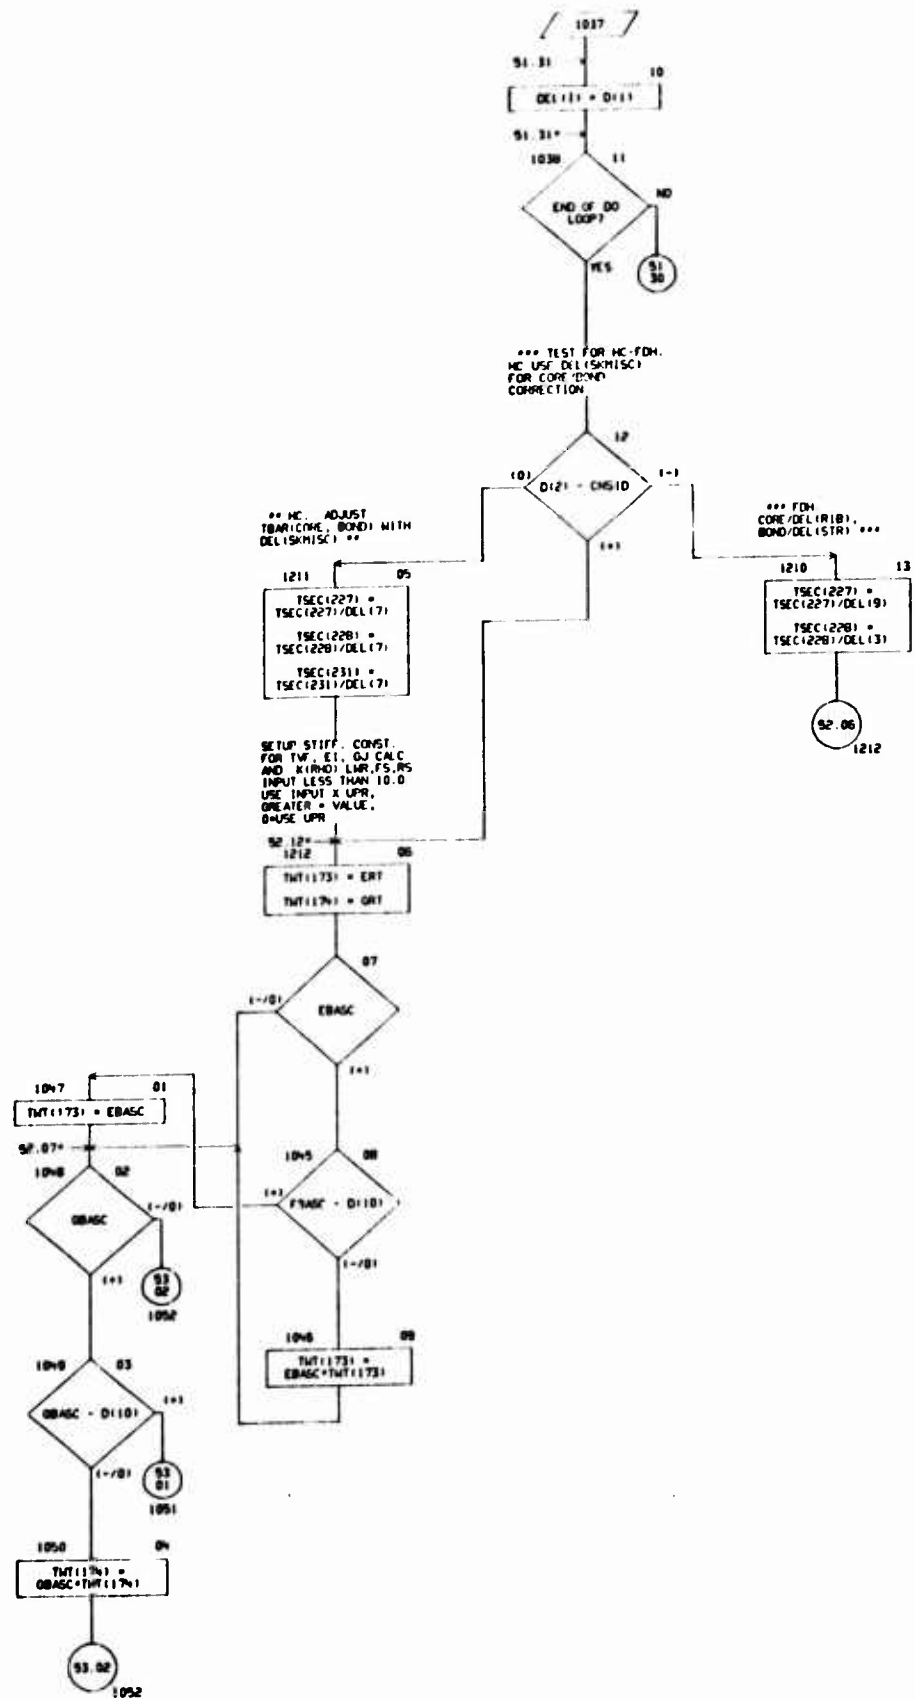 1037
51.31
10
DEL(I) = D(1)
51.31*
1038 11
END OF DO
LOOP?
NO
YES
51
30
*** TEST FOR HC-FDH.
HC USE DEL(SKMISC)
FOR CORE/BOND
CORRECTION
12
D(2) - CNSID
(0)
(-)
(+)
** HC. ADJUST
TBAR(CORE, BOND) WITH
DEL(SKMISC) **
1211 05
TSEC(227) =
TSEC(227)/DEL(7)
TSEC(228) =
TSEC(228)/DEL(7)
TSEC(231) =
TSEC(231)/DEL(7)
*** FDH
CORE/DEL(RIB),
BOND/DEL(STR) ***
1210 13
TSEC(227) =
TSEC(227)/DEL(9)
TSEC(228) =
TSEC(228)/DEL(3)
52.06
1212
SETUP STIFF. CONST.
FOR TVF, EI, GJ CALC
AND K(RHO) LWR,FS,RS
INPUT LESS THAN 10.0
USE INPUT X UPR,
GREATER = VALUE,
0=USE UPR
52.12*
1212 06
TWT(173) = ERT
TWT(174) = GRT
07
EBASC
(-/0)
(+)
1045 08
EBASC - D(10)
(+)
(-/0)
1046 09
TWT(173) =
EBASC*TWT(173)
1047 01
TWT(173) = EBASC
52.07*
1048 02
GBASC
(-/0)
(+)
53
02
1052
1049 03
GBASC - D(10)
(+)
(-/0)
53
01
1051
1050 04
TWT(174) =
GBASC*TWT(174)
53.02
1052